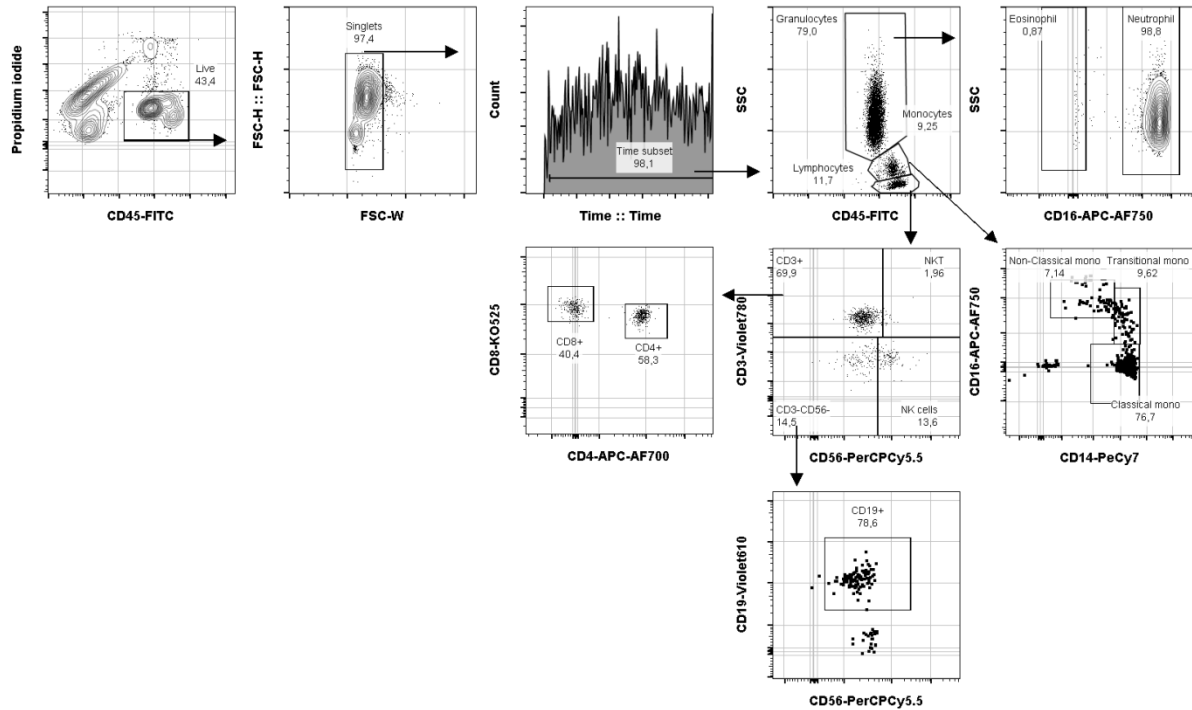 Propidium iodide
Live
43,4
CD45-FITC
FSC-H :: FSC-H
Singlets
97,4
FSC-W
Count
Time subset
98,1
Time :: Time
SSC
Granulocytes
79,0
Monocytes
9,25
Lymphocytes
11,7
CD45-FITC
SSC
Eosinophil
0,87
Neutrophil
98,8
CD16-APC-AF750
CD8-KO525
CD8+
40,4
CD4+
58,3
CD4-APC-AF700
CD3-Violet780
CD3+
69,9
NKT
1,96
CD3-CD56-
14,5
NK cells
13,6
CD56-PerCPCy5.5
CD16-APC-AF750
Non-Classical mono
7,14
Transitional mono
9,62
Classical mono
76,7
CD14-PeCy7
CD19-Violet610
CD19+
78,6
CD56-PerCPCy5.5